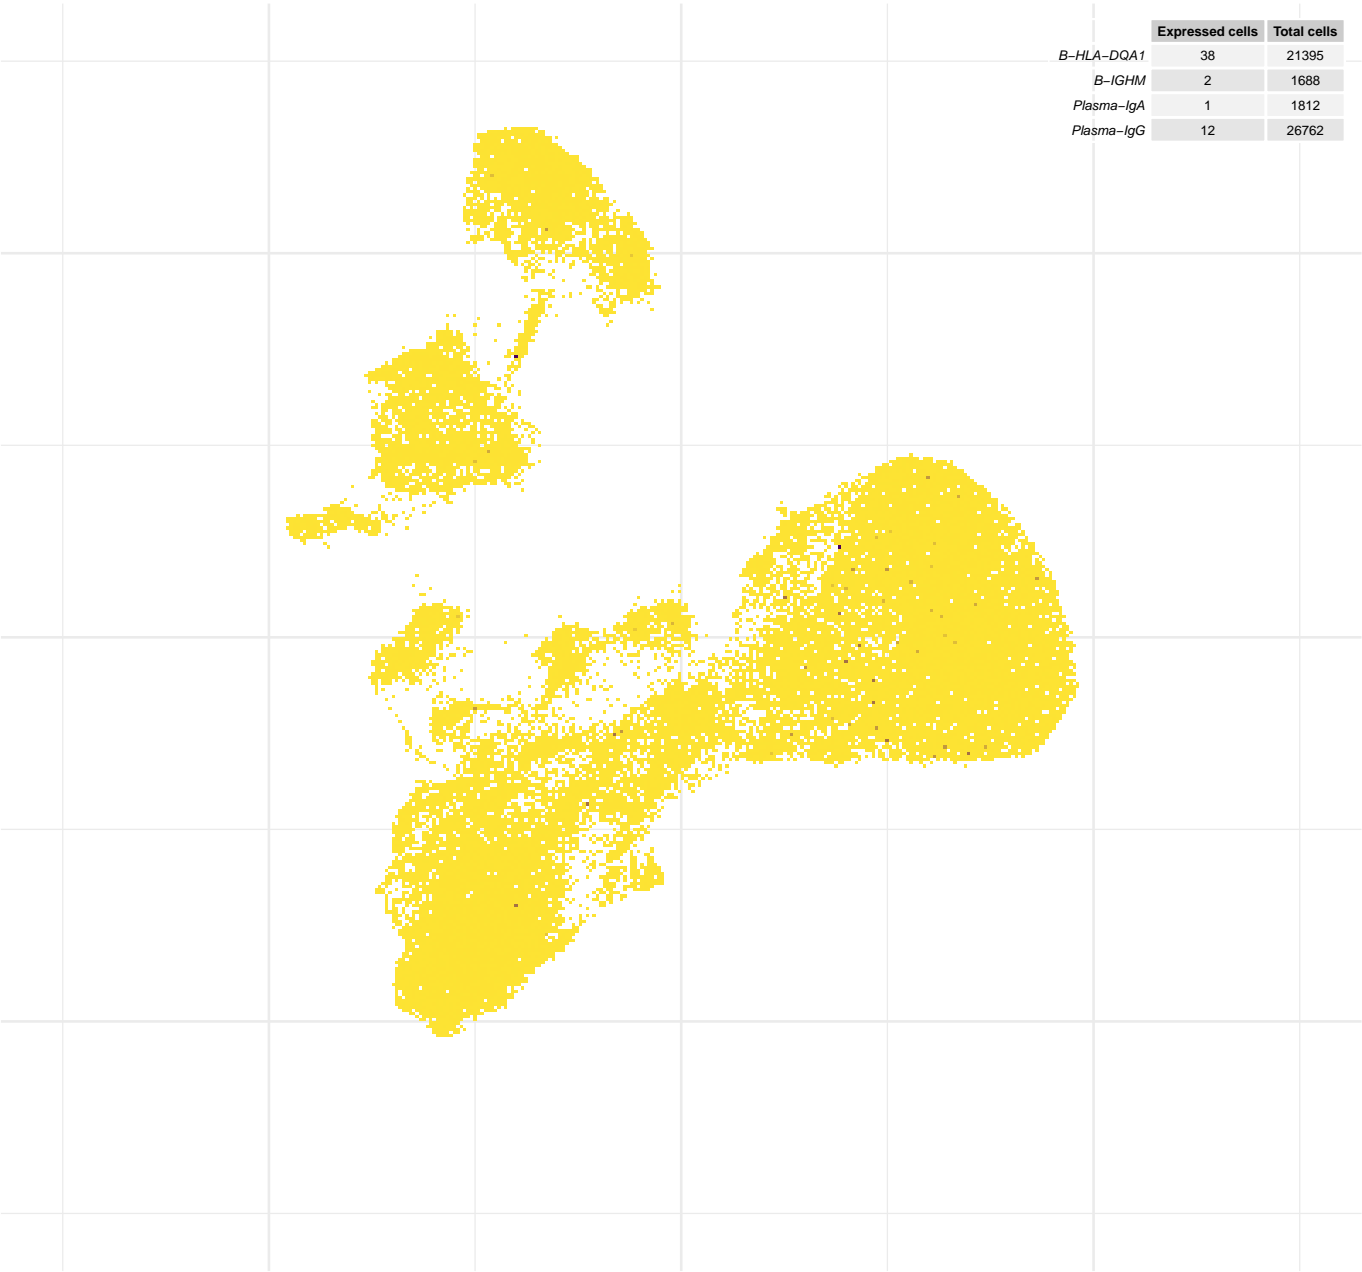 Expressed cells Total cells
B−HLA−DQA1 38 21395
B−IGHM 2 1688
Plasma−IgA 1 1812
Plasma−IgG 12 26762